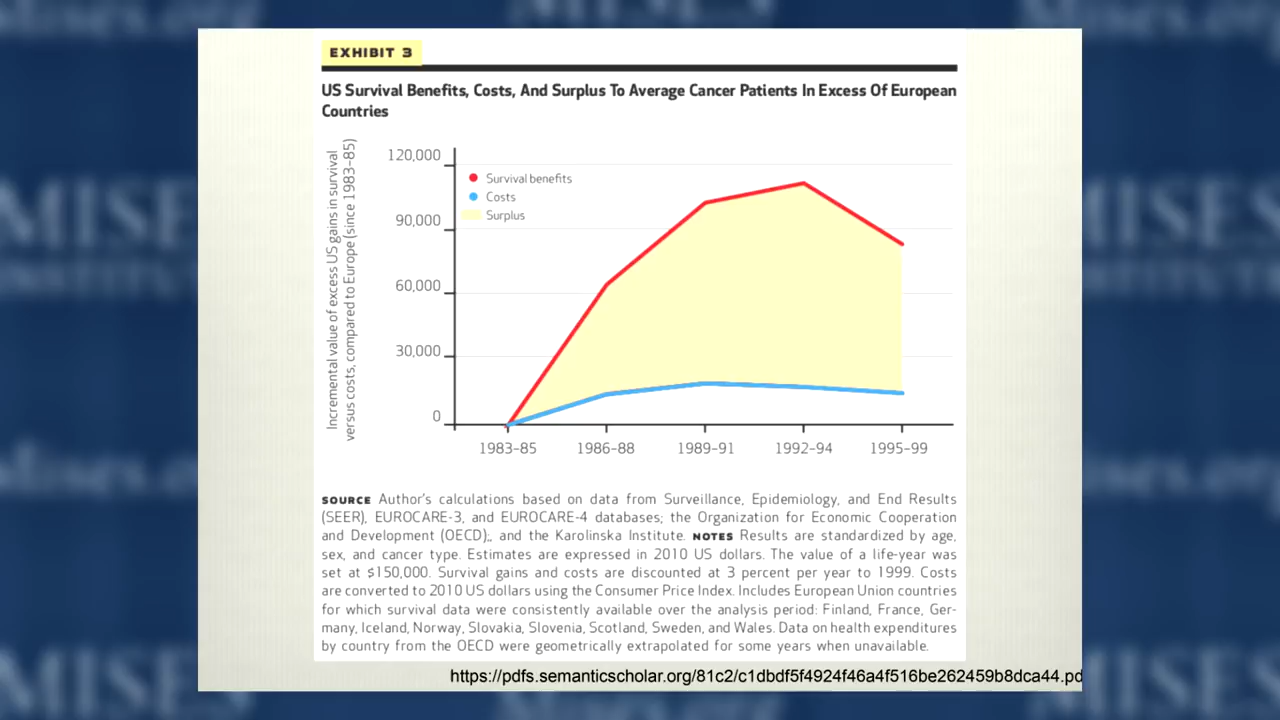 EXHIBIT 3
US Survival Benefits, Costs, And Surplus To Average Cancer Patients In Excess Of European
Countries
Incremental value of excess US gains in survival
versus costs, compared to Europe (since 1983–85)
120,000
90,000
60,000
30,000
0
Survival benefits
Costs
Surplus
1983–85
1986–88
1989–91
1992–94
1995–99
SOURCE Author's calculations based on data from Surveillance, Epidemiology, and End Results
(SEER), EUROCARE-3, and EUROCARE-4 databases; the Organization for Economic Cooperation
and Development (OECD);, and the Karolinska Institute. NOTES Results are standardized by age,
sex, and cancer type. Estimates are expressed in 2010 US dollars. The value of a life-year was
set at $150,000. Survival gains and costs are discounted at 3 percent per year to 1999. Costs
are converted to 2010 US dollars using the Consumer Price Index. Includes European Union countries
for which survival data were consistently available over the analysis period: Finland, France, Ger-
many, Iceland, Norway, Slovakia, Slovenia, Scotland, Sweden, and Wales. Data on health expenditures
by country from the OECD were geometrically extrapolated for some years when unavailable.
https://pdfs.semanticscholar.org/81c2/c1dbdf5f4924f46a4f516be262459b8dca44.pd
Mises.org
MISES
INSTITUTE